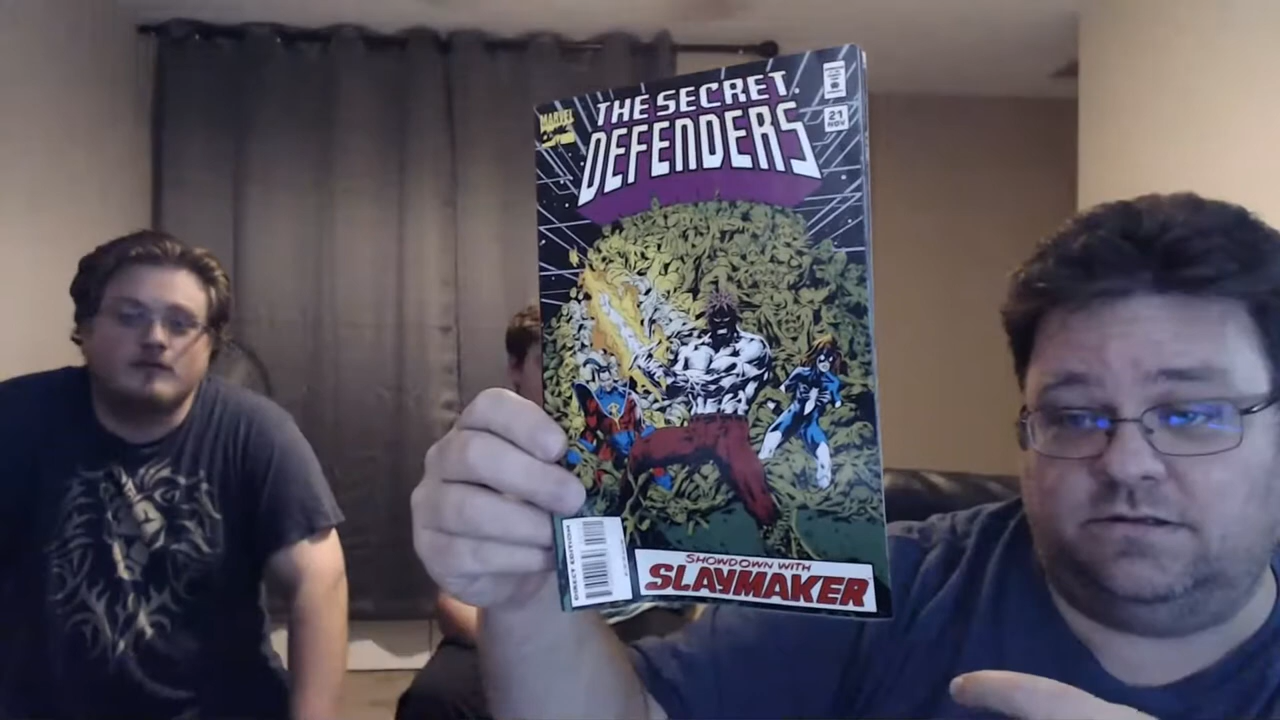 THE SECRET
DEFENDERS
MARVEL
21
NOV
DIRECT EDITION
SHOWDOWN WITH
SLAYMAKER